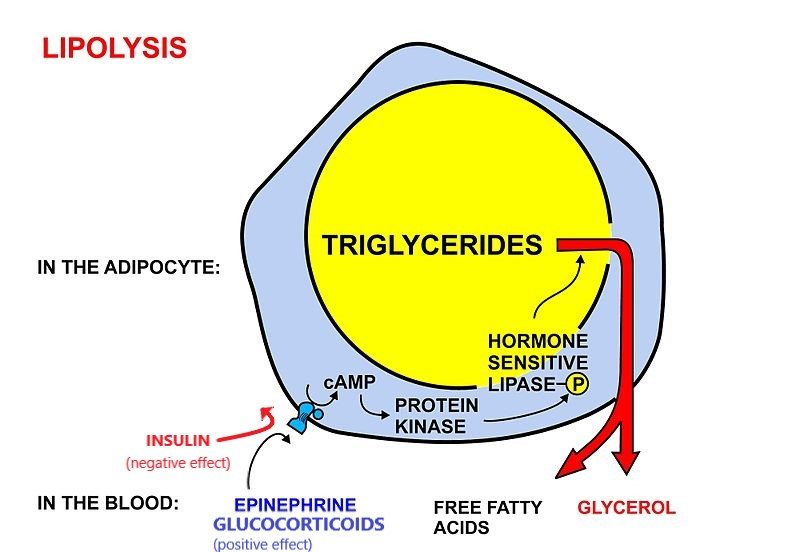 LIPOLYSIS
TRIGLYCERIDES
IN THE ADIPOCYTE:
HORMONE
SENSITIVE
LIPASE-P
cAMP
PROTEIN
KINASE
INSULIN
(negative effect)
IN THE BLOOD:
EPINEPHRINE
GLUCOCORTICOIDS
(positive effect)
FREE FATTY
ACIDS
GLYCEROL